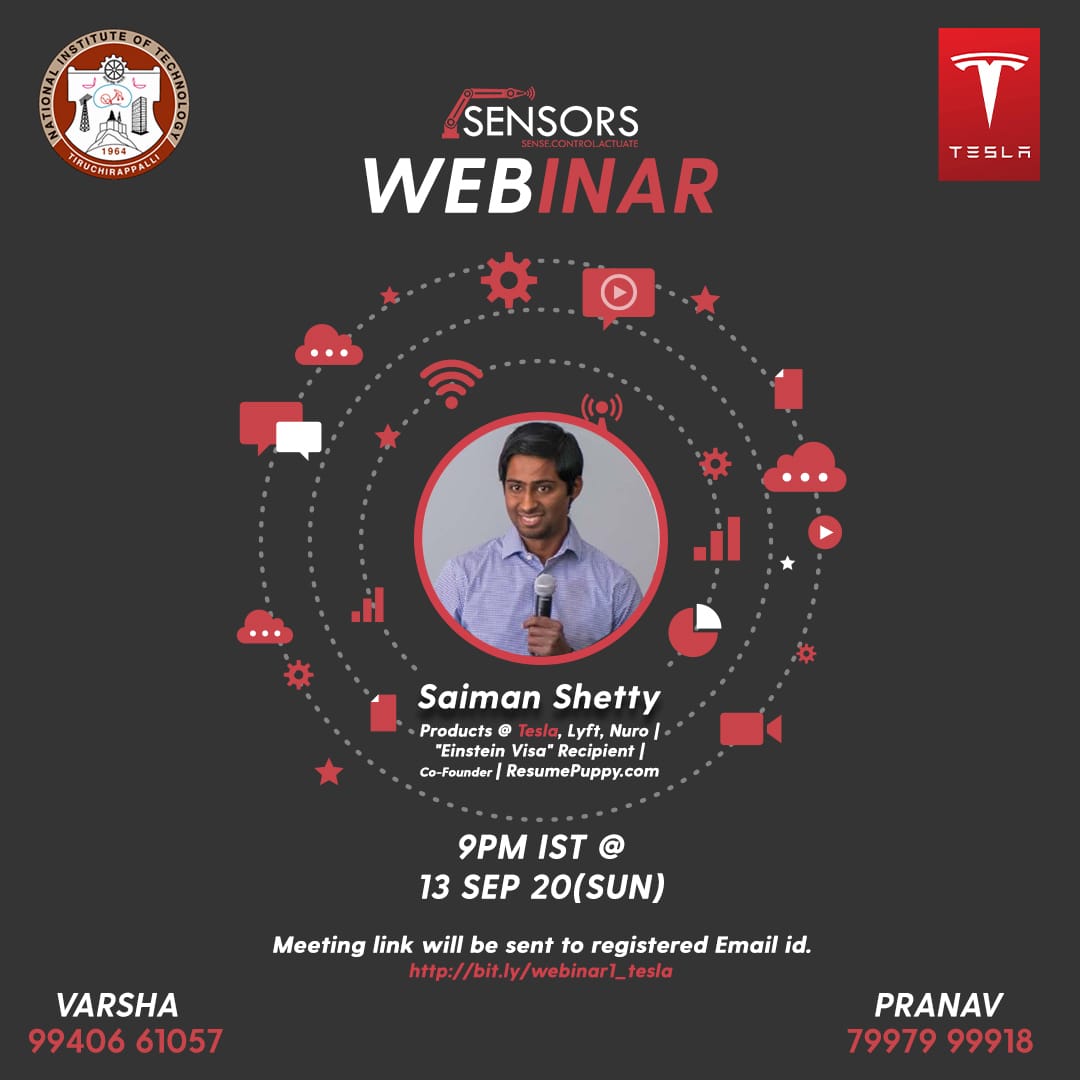 NATIONAL INSTITUTE OF TECHNOLOGY
1964
TIRUCHIRAPPALLI
TESLA
SENSORS
SENSE.CONTROL.ACTUATE
WEBINAR
Saiman Shetty
Products @ Tesla, Lyft, Nuro |
"Einstein Visa" Recipient |
Co-Founder | ResumePuppy.com
9PM IST @
13 SEP 20(SUN)
Meeting link will be sent to registered Email id.
http://bit.ly/webinar1_tesla
VARSHA
99406 61057
PRANAV
79979 99918